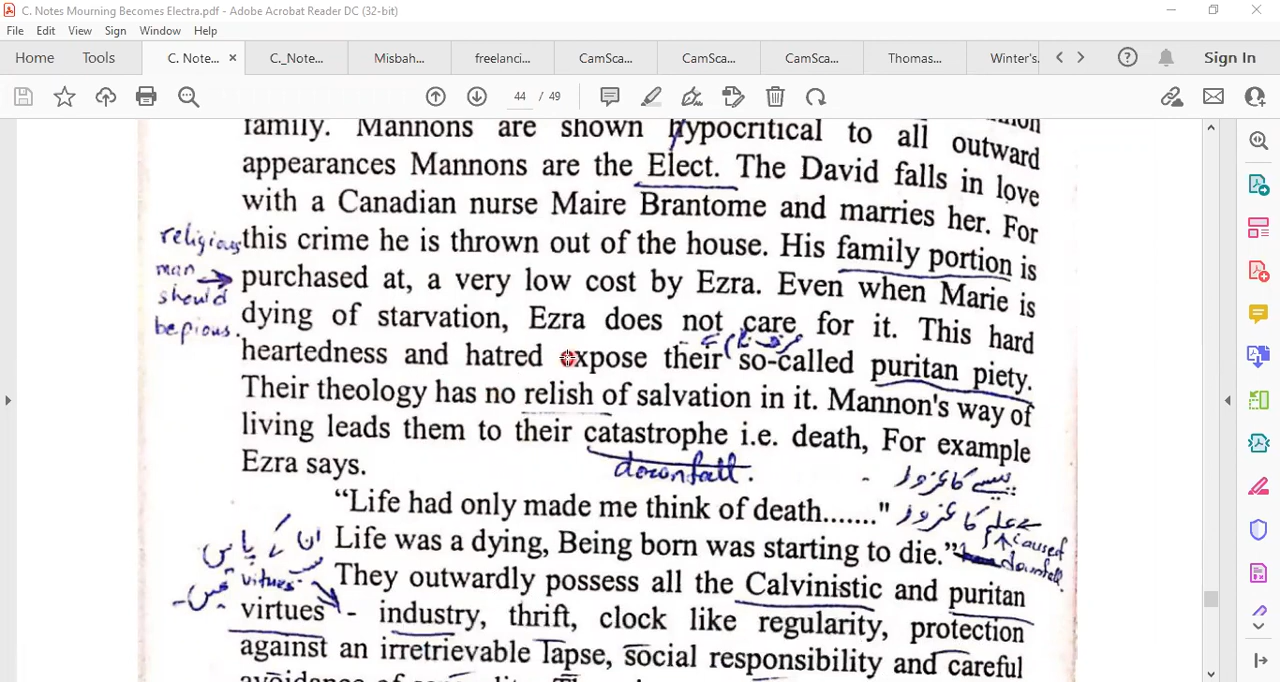 C. Notes Mourning Becomes Electra.pdf - Adobe Acrobat Reader DC (32-bit)
File Edit View Sign Window Help
Home Tools C. Note... × C._Note... Misbah... freelanci... CamSca... CamSca... CamSca... Thomas... Winter's Sign In
44 / 49
family. Mannons are shown hypocritical to all outward
appearances Mannons are the Elect. The David falls in love
with a Canadian nurse Maire Brantome and marries her. For
religious this crime he is thrown out of the house. His family portion is
man purchased at, a very low cost by Ezra. Even when Marie is
should
be pious. dying of starvation, Ezra does not care for it. This hard
heartedness and hatred expose their so-called puritan piety.
Their theology has no relish of salvation in it. Mannon's way of
living leads them to their catastrophe i.e. death, For example
downfall.
Ezra says.
پیسے کا غرور
"Life had only made me think of death......."
علم کا غرور
caused
downfall
ان کے پاس
Life was a dying, Being born was starting to die."
virtues
They outwardly possess all the Calvinistic and puritan
virtues - industry, thrift, clock like regularity, protection
against an irretrievable lapse, social responsibility and careful